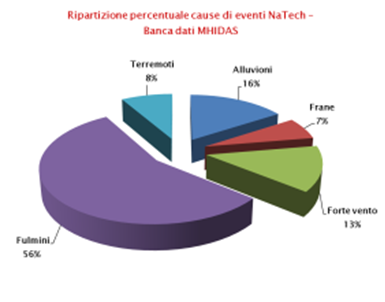 Ripartizione percentuale cause di eventi NaTech –
Banca dati MHIDAS
Terremoti
8%
Alluvioni
16%
Frane
7%
Forte vento
13%
Fulmini
56%